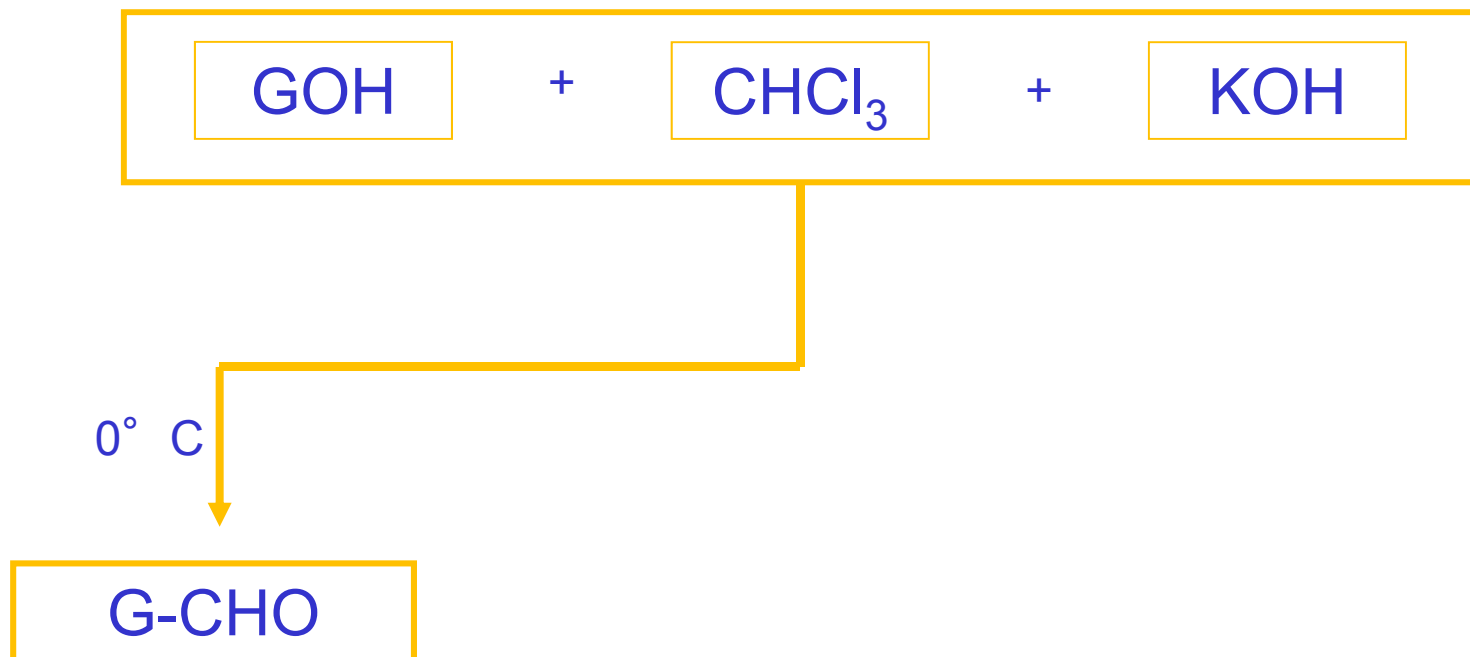 GOH + CHCl₃ + KOH
0° C
G-CHO